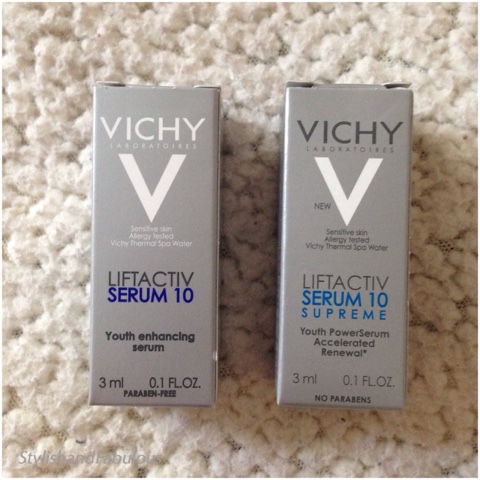 VICHY
LABORATOIRES
V
Sensitive skin
Allergy tested
Vichy Thermal Spa Water
LIFTACTIV
SERUM 10
Youth enhancing
serum
3 ml 0.1 FL.OZ.
PARABEN-FREE
VICHY
LABORATOIRES
V
NEW
Sensitive skin
Allergy tested
Vichy Thermal Spa Water
LIFTACTIV
SERUM 10
SUPREME
Youth PowerSerum
Accelerated
Renewal*
3 ml 0.1 FL.OZ.
NO PARABENS
StylishandFabulous